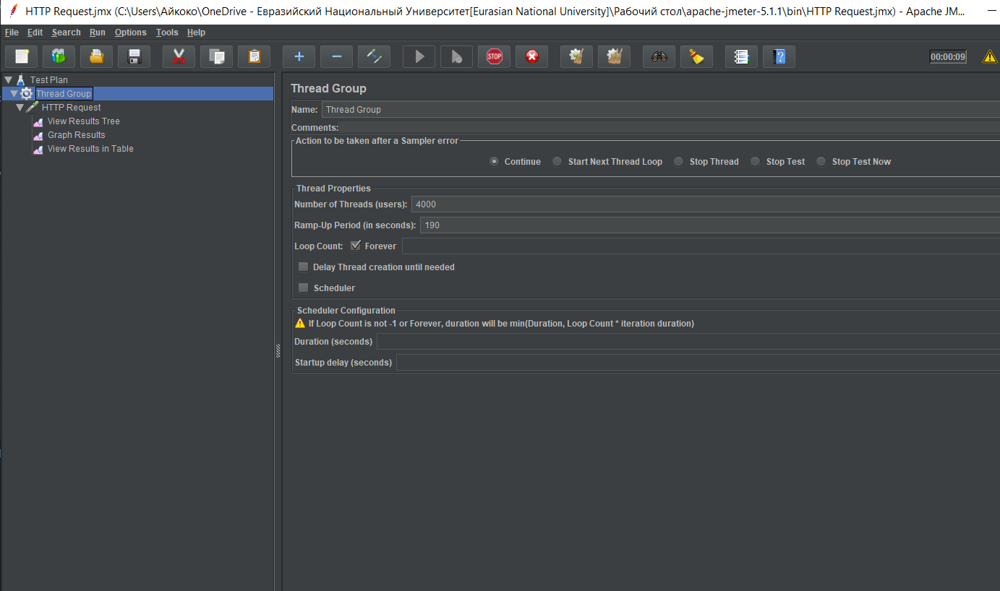 HTTP Request.jmx (C:\Users\Айкоко\OneDrive - Евразийский Национальный Университет[Eurasian National University]\Рабочий стол\apache-jmeter-5.1.1\bin\HTTP Request.jmx) - Apache JM...
File Edit Search Run Options Tools Help
STOP
00:00:09
Test Plan
Thread Group
HTTP Request
View Results Tree
Graph Results
View Results in Table
Thread Group
Name: Thread Group
Comments:
Action to be taken after a Sampler error
Continue Start Next Thread Loop Stop Thread Stop Test Stop Test Now
Thread Properties
Number of Threads (users): 4000
Ramp-Up Period (in seconds): 190
Loop Count: Forever
Delay Thread creation until needed
Scheduler
Scheduler Configuration
If Loop Count is not -1 or Forever, duration will be min(Duration, Loop Count * iteration duration)
Duration (seconds)
Startup delay (seconds)